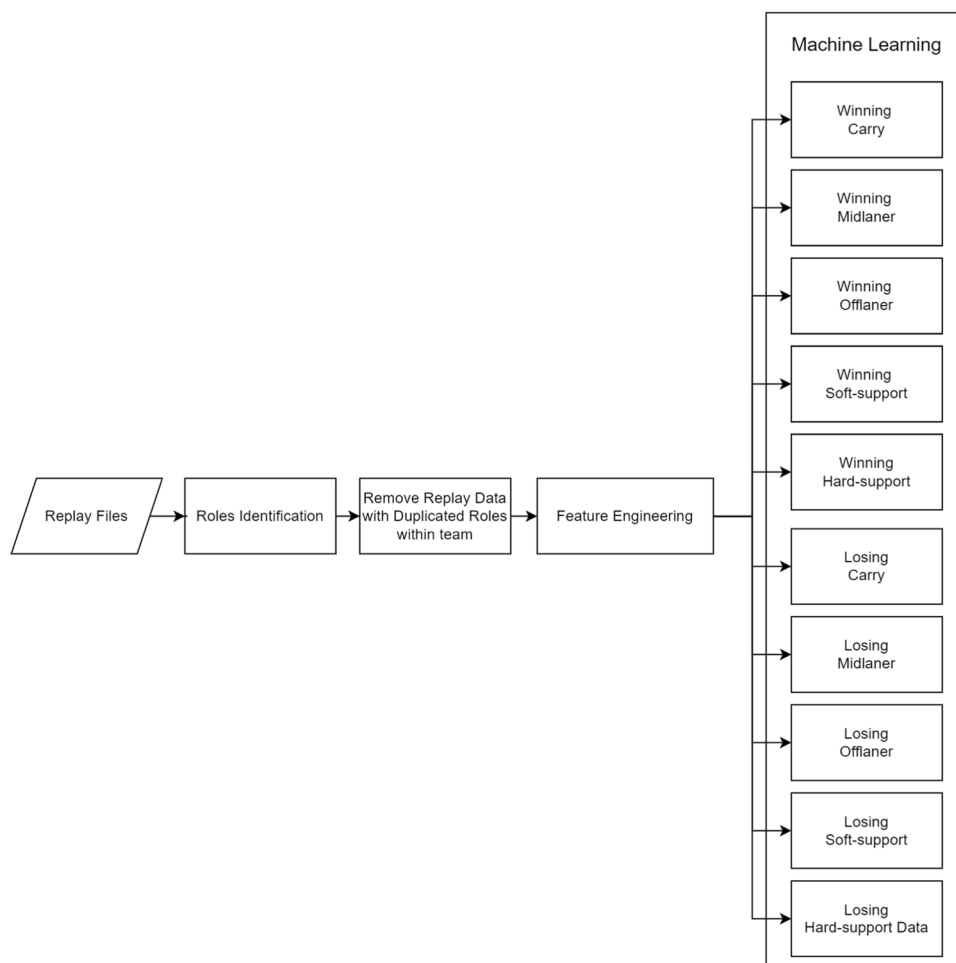 Machine Learning
Winning
Carry
Winning
Midlaner
Winning
Offlaner
Winning
Soft-support
Winning
Hard-support
Replay Files
Roles Identification
Remove Replay Data
with Duplicated Roles
within team
Feature Engineering
Losing
Carry
Losing
Midlaner
Losing
Offlaner
Losing
Soft-support
Losing
Hard-support Data